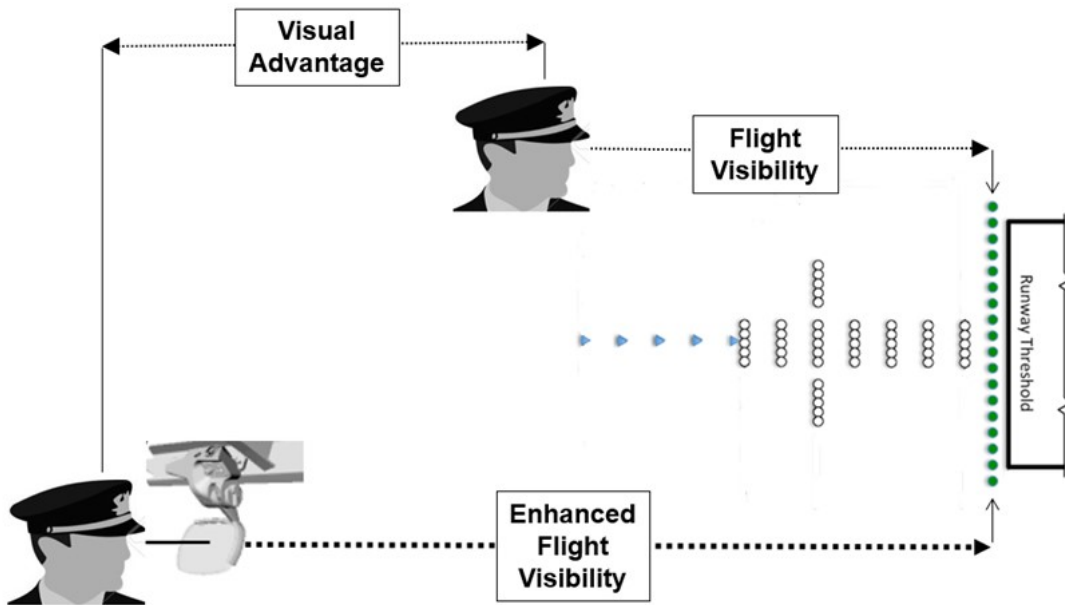 Visual
Advantage
Flight
Visibility
Runway Threshold
Enhanced
Flight
Visibility